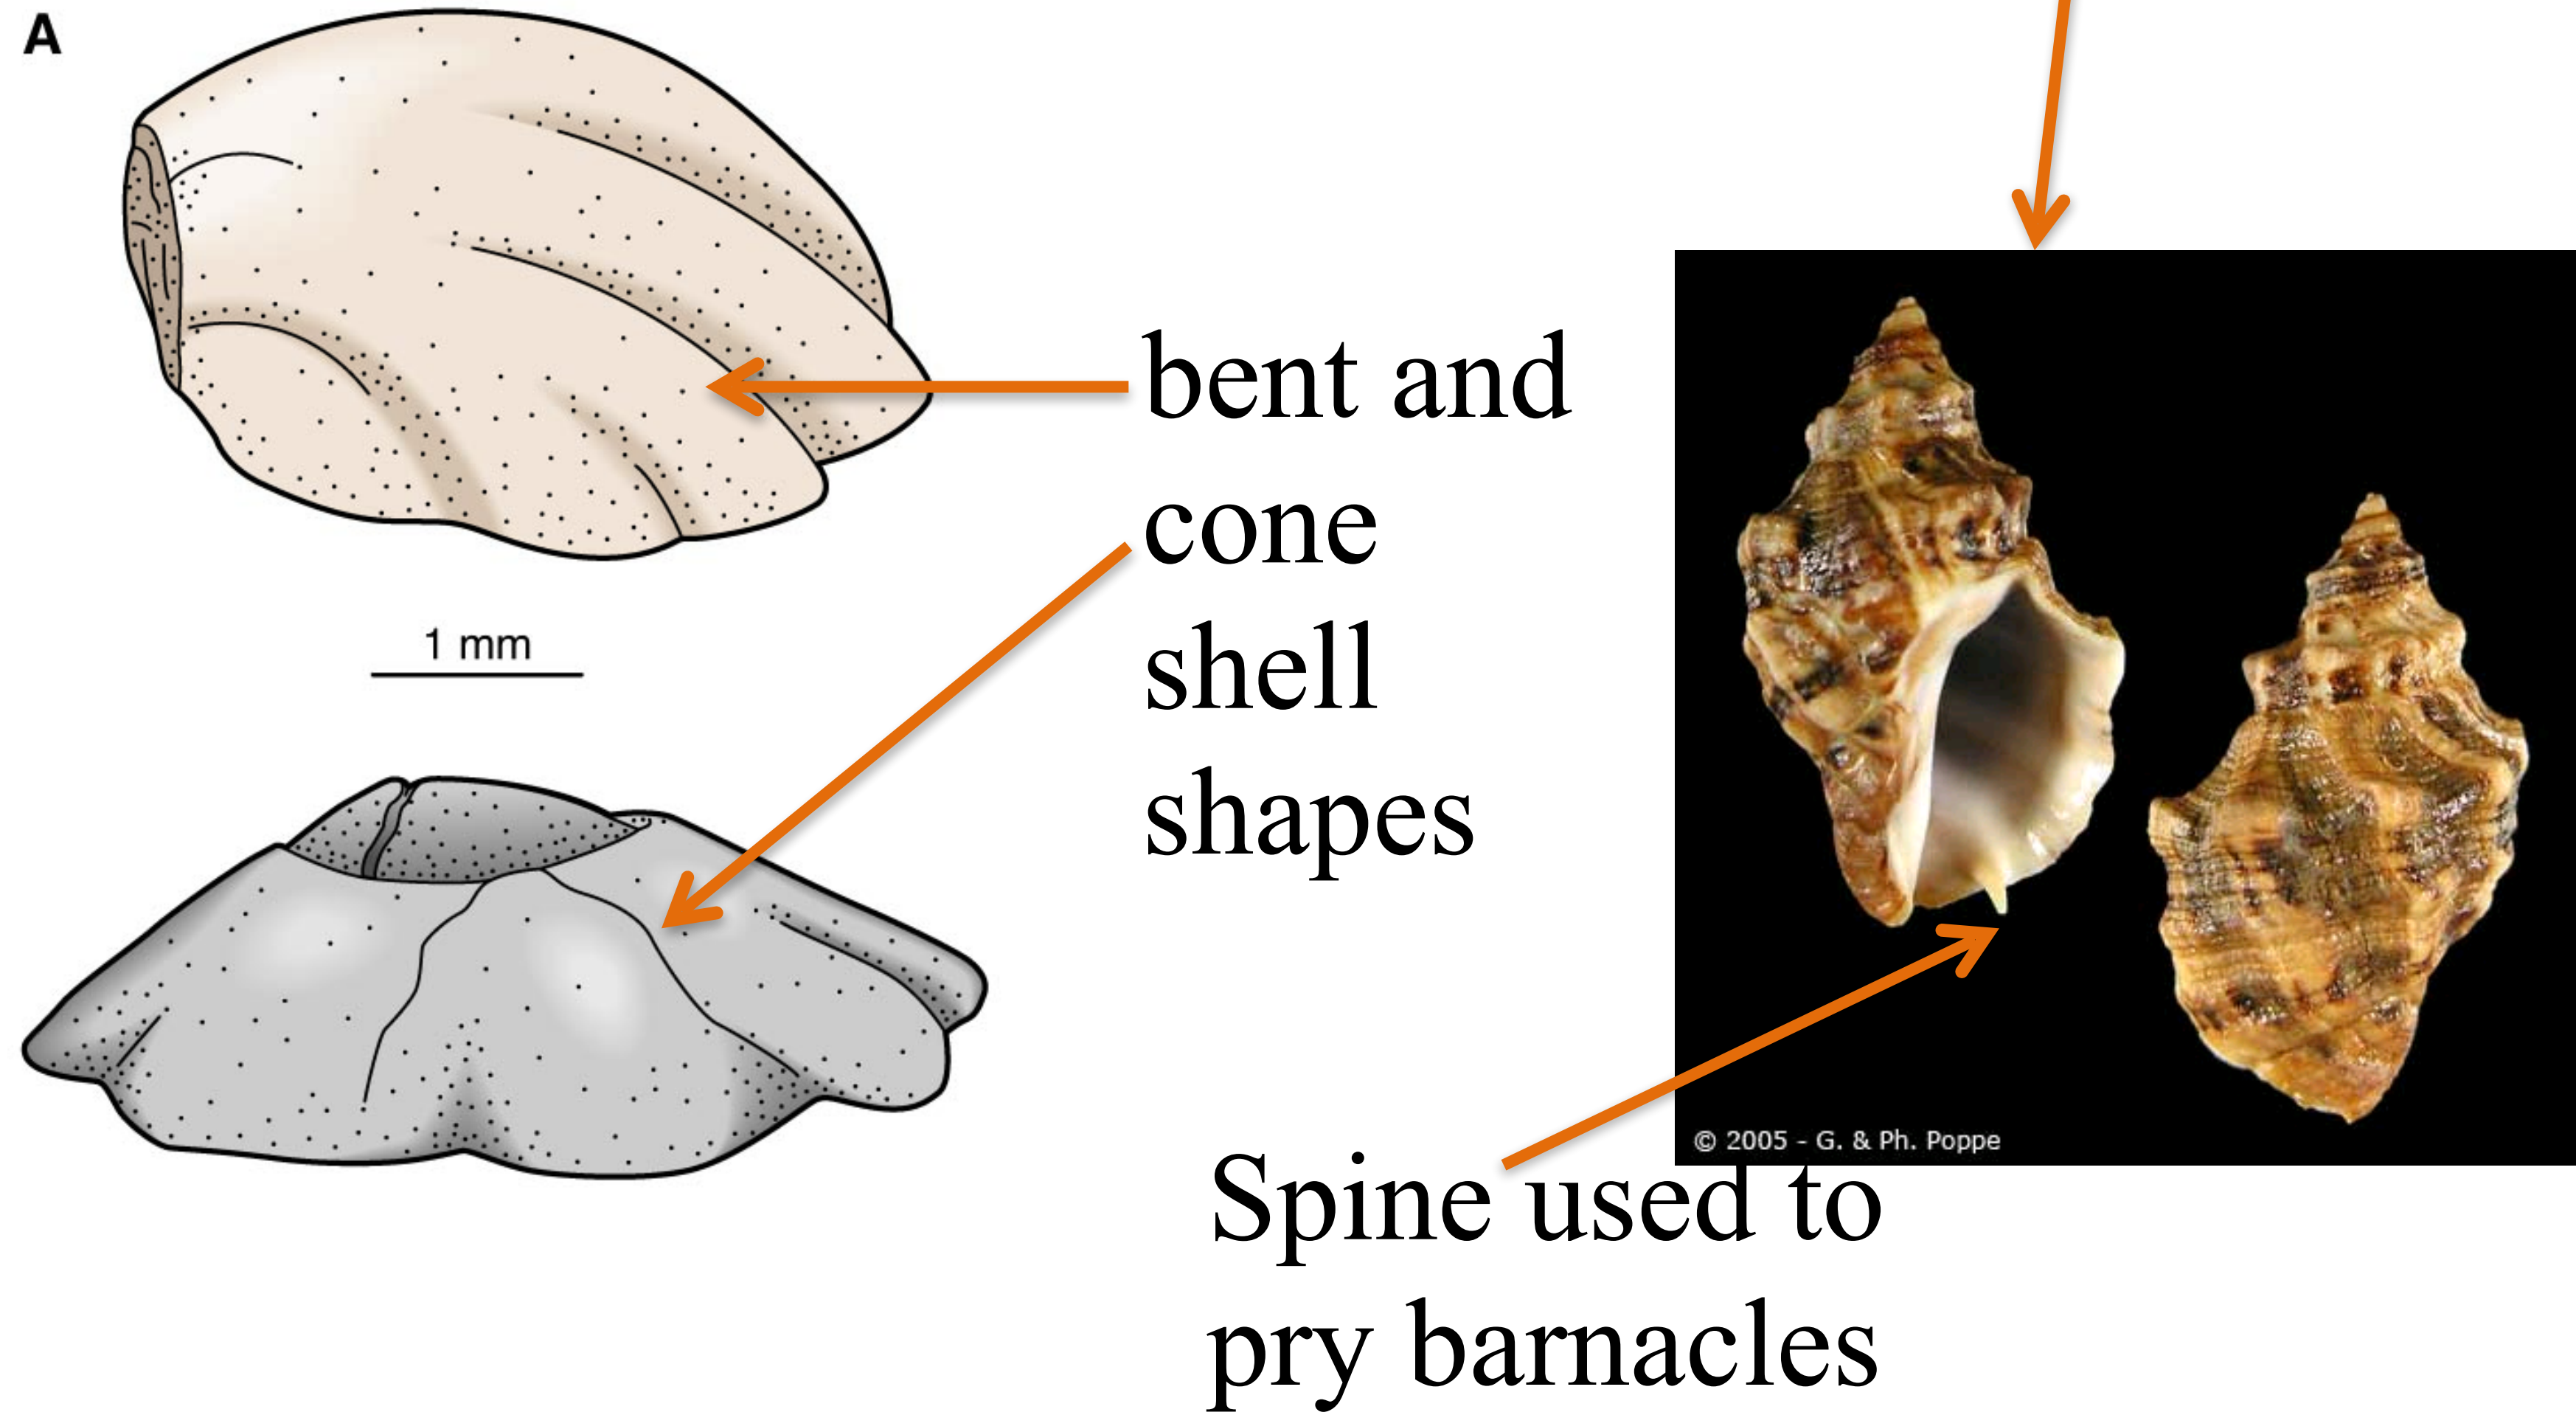 A
bent and
cone
shell
shapes
1 mm
© 2005 - G. & Ph. Poppe
Spine used to
pry barnacles